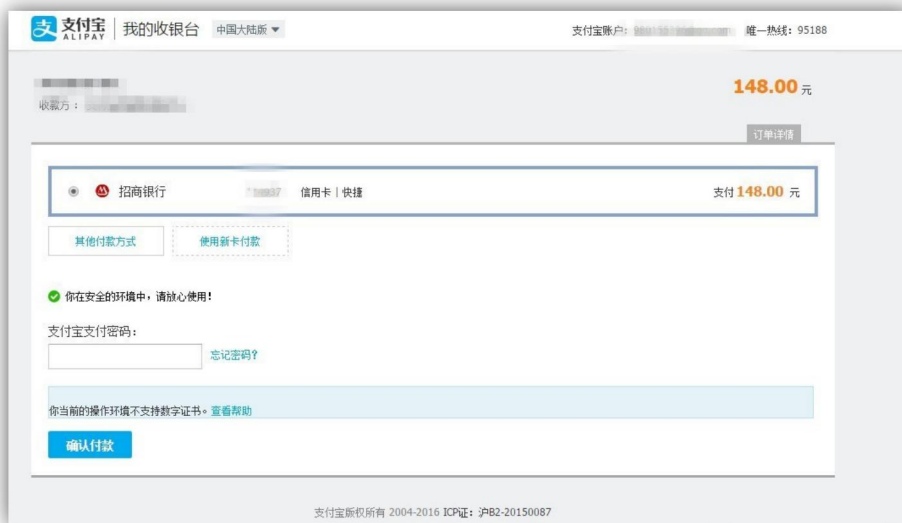 支付宝 ALIPAY 我的收银台 中国大陆版 支付宝账户: 唯一热线: 95188
148.00 元
收款方:
订单详情
招商银行 信用卡 | 快捷 支付 148.00 元
其他付款方式 使用新卡付款
你在安全的环境中，请放心使用!
支付宝支付密码:
忘记密码?
你当前的操作环境不支持数字证书。查看帮助
确认付款
支付宝版权所有 2004-2016 ICP证: 沪B2-20150087